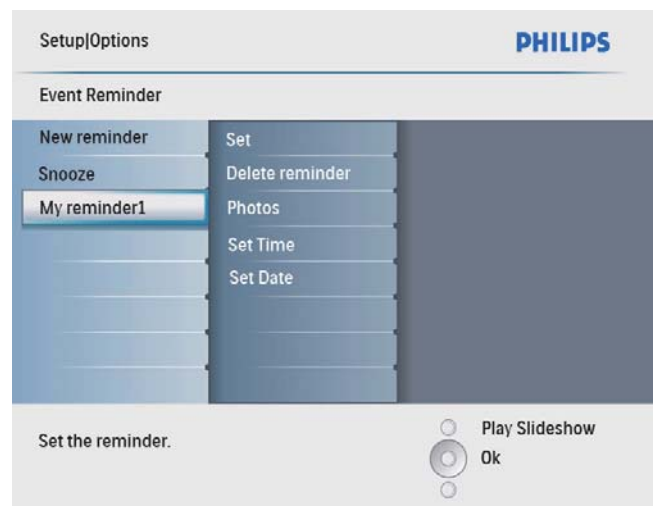 Setup|Options
PHILIPS
Event Reminder
New reminder
Snooze
My reminder1
Set
Delete reminder
Photos
Set Time
Set Date
Set the reminder.
Play Slideshow
Ok